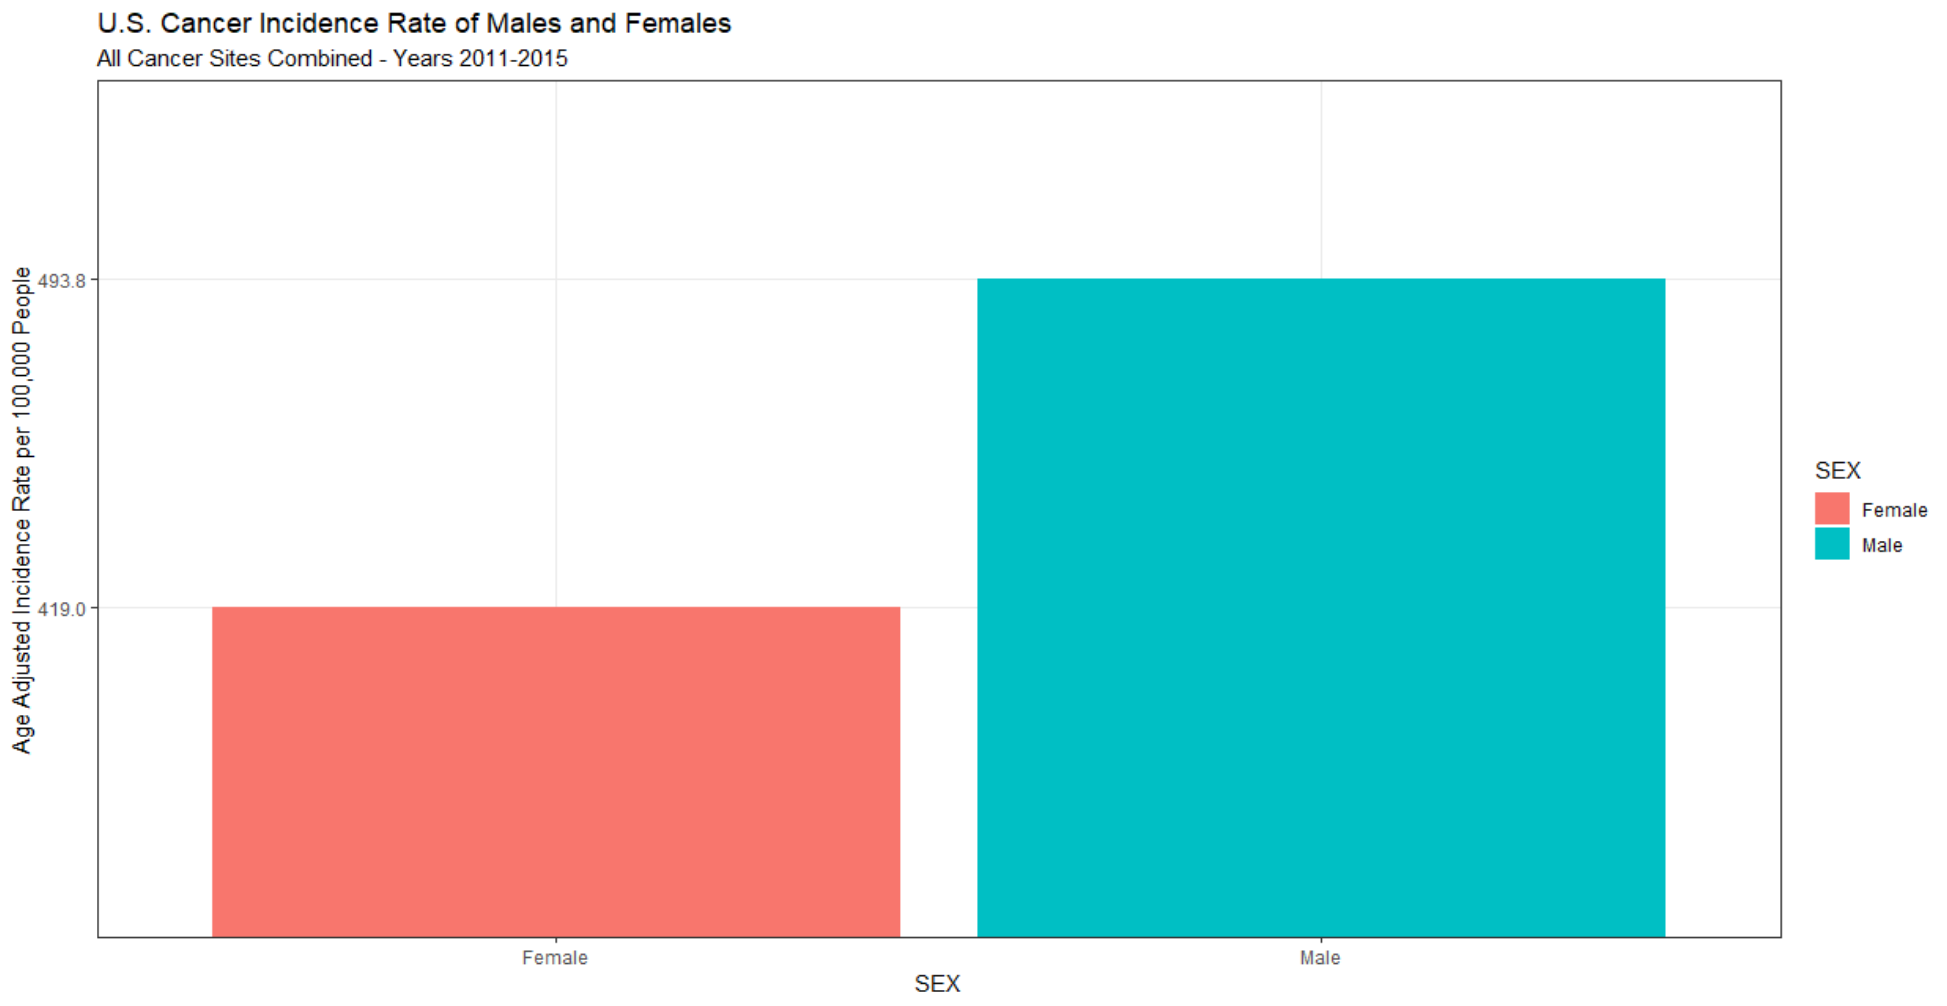 U.S. Cancer Incidence Rate of Males and Females
All Cancer Sites Combined - Years 2011-2015
Age Adjusted Incidence Rate per 100,000 People
493.8
419.0
Female
Male
SEX
SEX
Female
Male